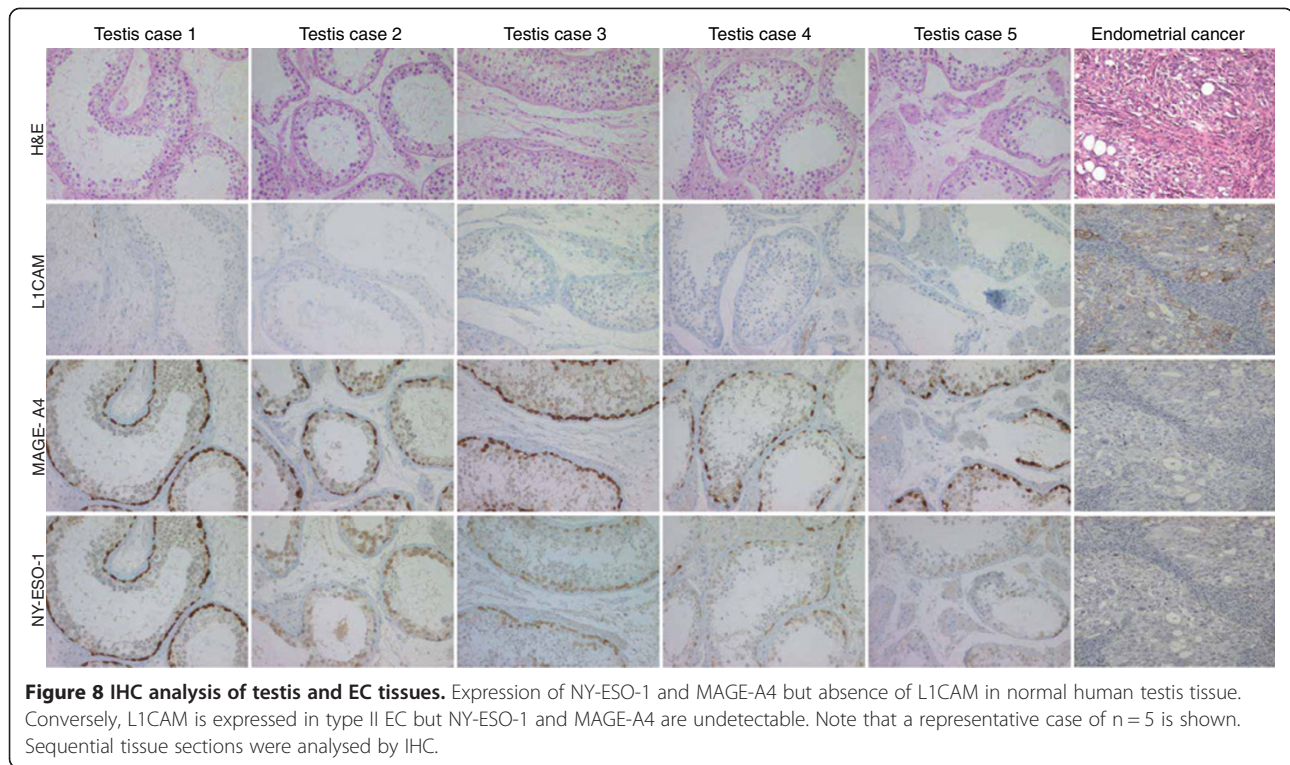 Testis case 1 Testis case 2 Testis case 3 Testis case 4 Testis case 5 Endometrial cancer
H&E
L1CAM
MAGE- A4
NY-ESO-1
Figure 8 IHC analysis of testis and EC tissues. Expression of NY-ESO-1 and MAGE-A4 but absence of L1CAM in normal human testis tissue.
Conversely, L1CAM is expressed in type II EC but NY-ESO-1 and MAGE-A4 are undetectable. Note that a representative case of n = 5 is shown.
Sequential tissue sections were analysed by IHC.